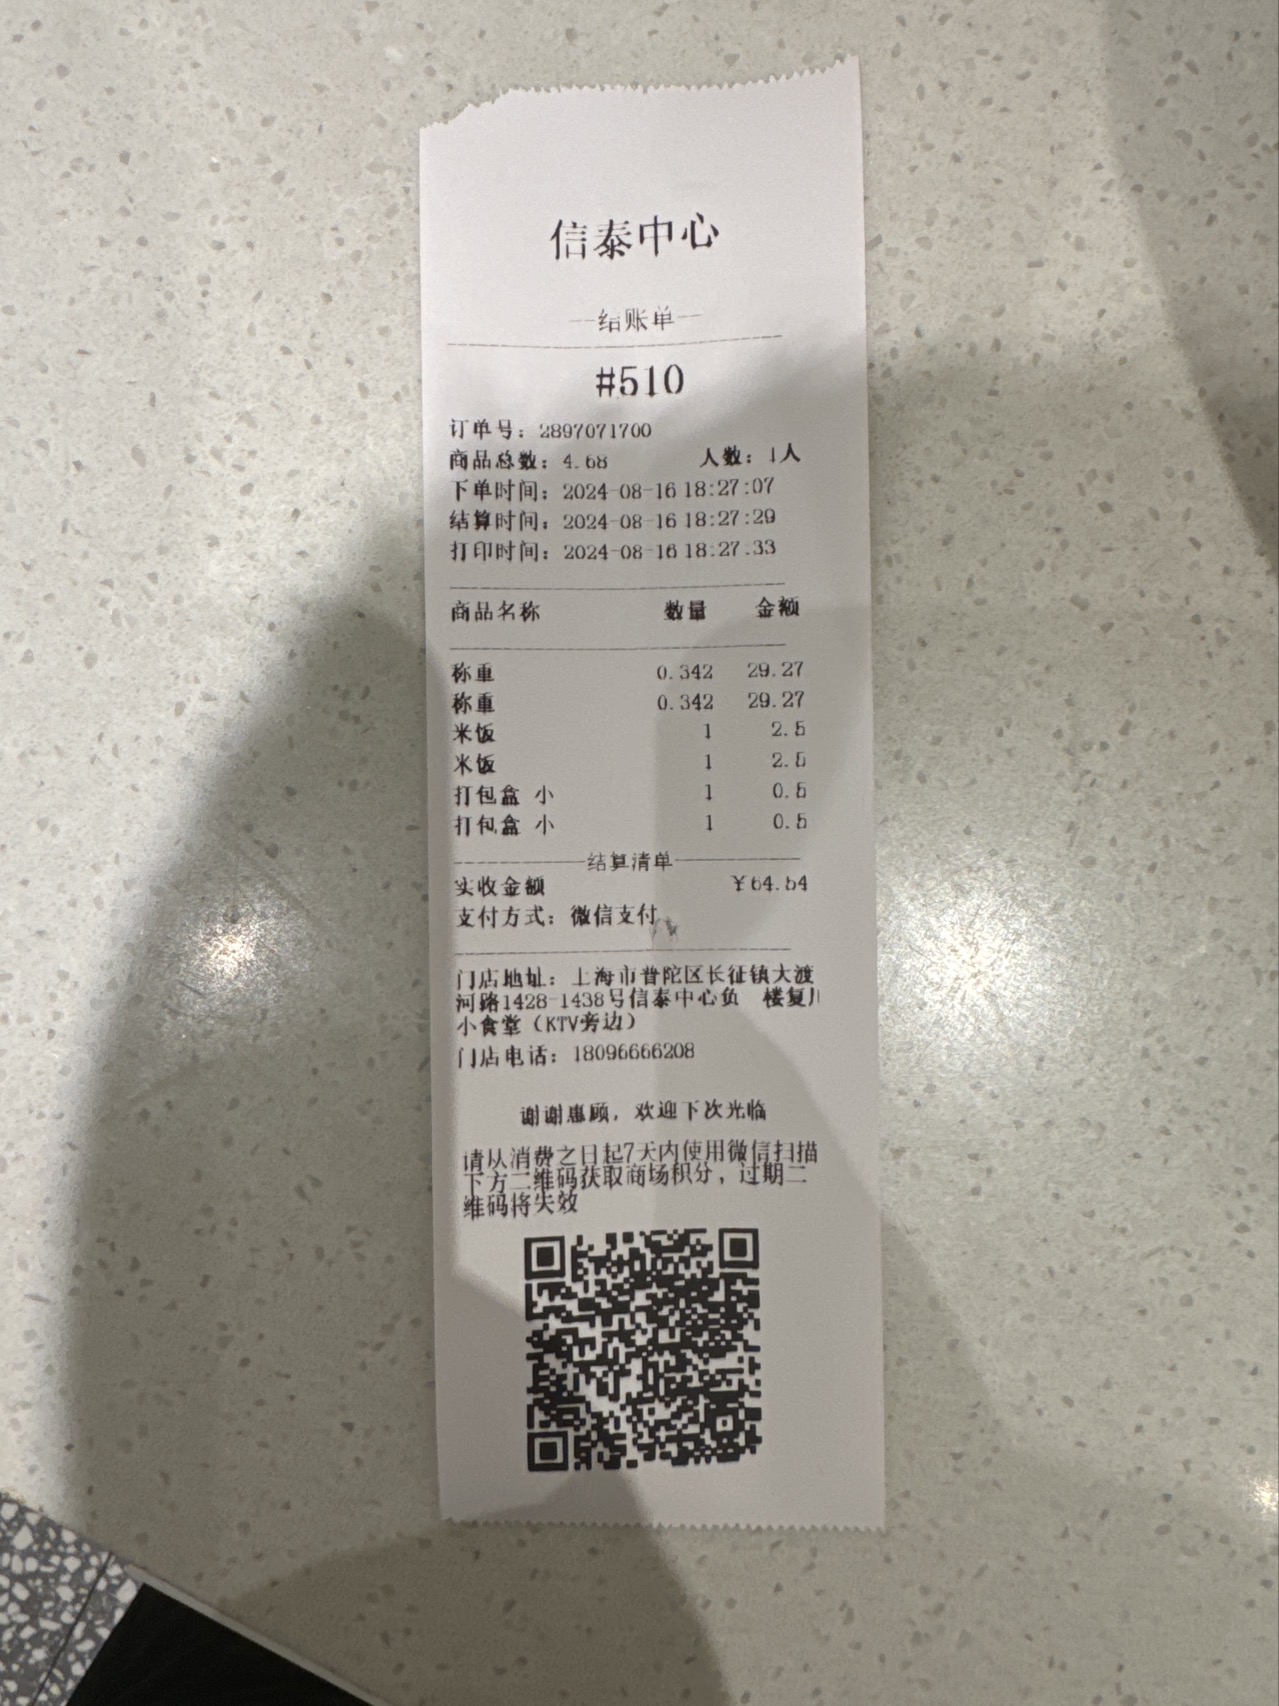 信泰中心
--结账单--
#510
订单号：2897071700
商品总数：4.68 人数：1人
下单时间：2024-08-16 18:27:07
结算时间：2024-08-16 18:27:29
打印时间：2024-08-16 18:27:33
商品名称 数量 金额
称重 0.342 29.27
称重 0.342 29.27
米饭 1 2.5
米饭 1 2.5
打包盒 小 1 0.5
打包盒 小 1 0.5
结算清单
实收金额 ￥64.54
支付方式：微信支付
门店地址：上海市普陀区长征镇大渡
河路1428-1438号信泰中心负 楼复川
小食堂（KTV旁边）
门店电话：18096666208
谢谢惠顾，欢迎下次光临
请从消费之日起7天内使用微信扫描
下方二维码获取商场积分，过期二
维码将失效